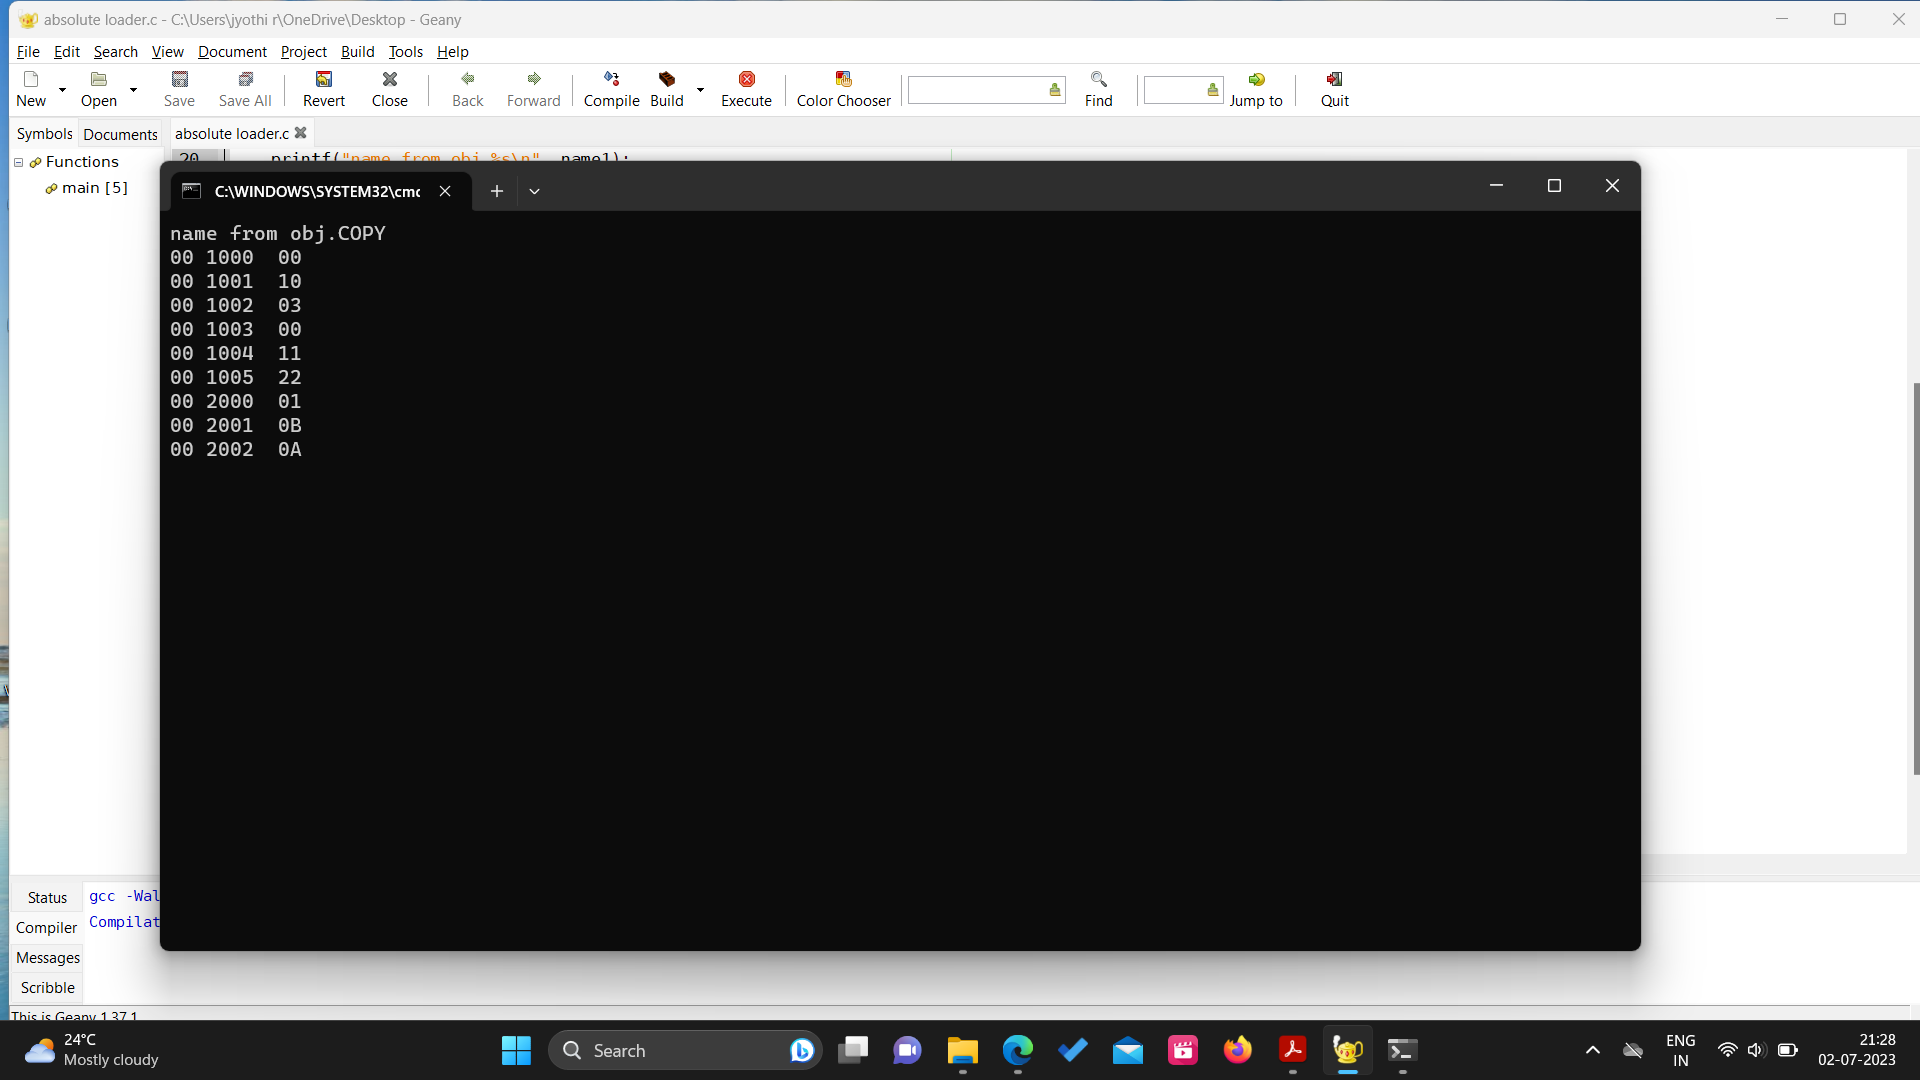 absolute loader.c - C:\Users\jyothi r\OneDrive\Desktop - Geany
File Edit Search View Document Project Build Tools Help
New Open Save Save All Revert Close Back Forward Compile Build Execute Color Chooser Find Jump to Quit
Symbols Documents absolute loader.c
20 printf("name from obj.%s\n", name1);
Functions
main [5]
C:\WINDOWS\SYSTEM32\cmc
name from obj.COPY
00 1000 00
00 1001 10
00 1002 03
00 1003 00
00 1004 11
00 1005 22
00 2000 01
00 2001 0B
00 2002 0A
Status
gcc -Wal
Compiler
Compilat
Messages
Scribble
This is Geany 1.37.1.
24°C
Mostly cloudy
Search
ENG
IN
21:28
02-07-2023